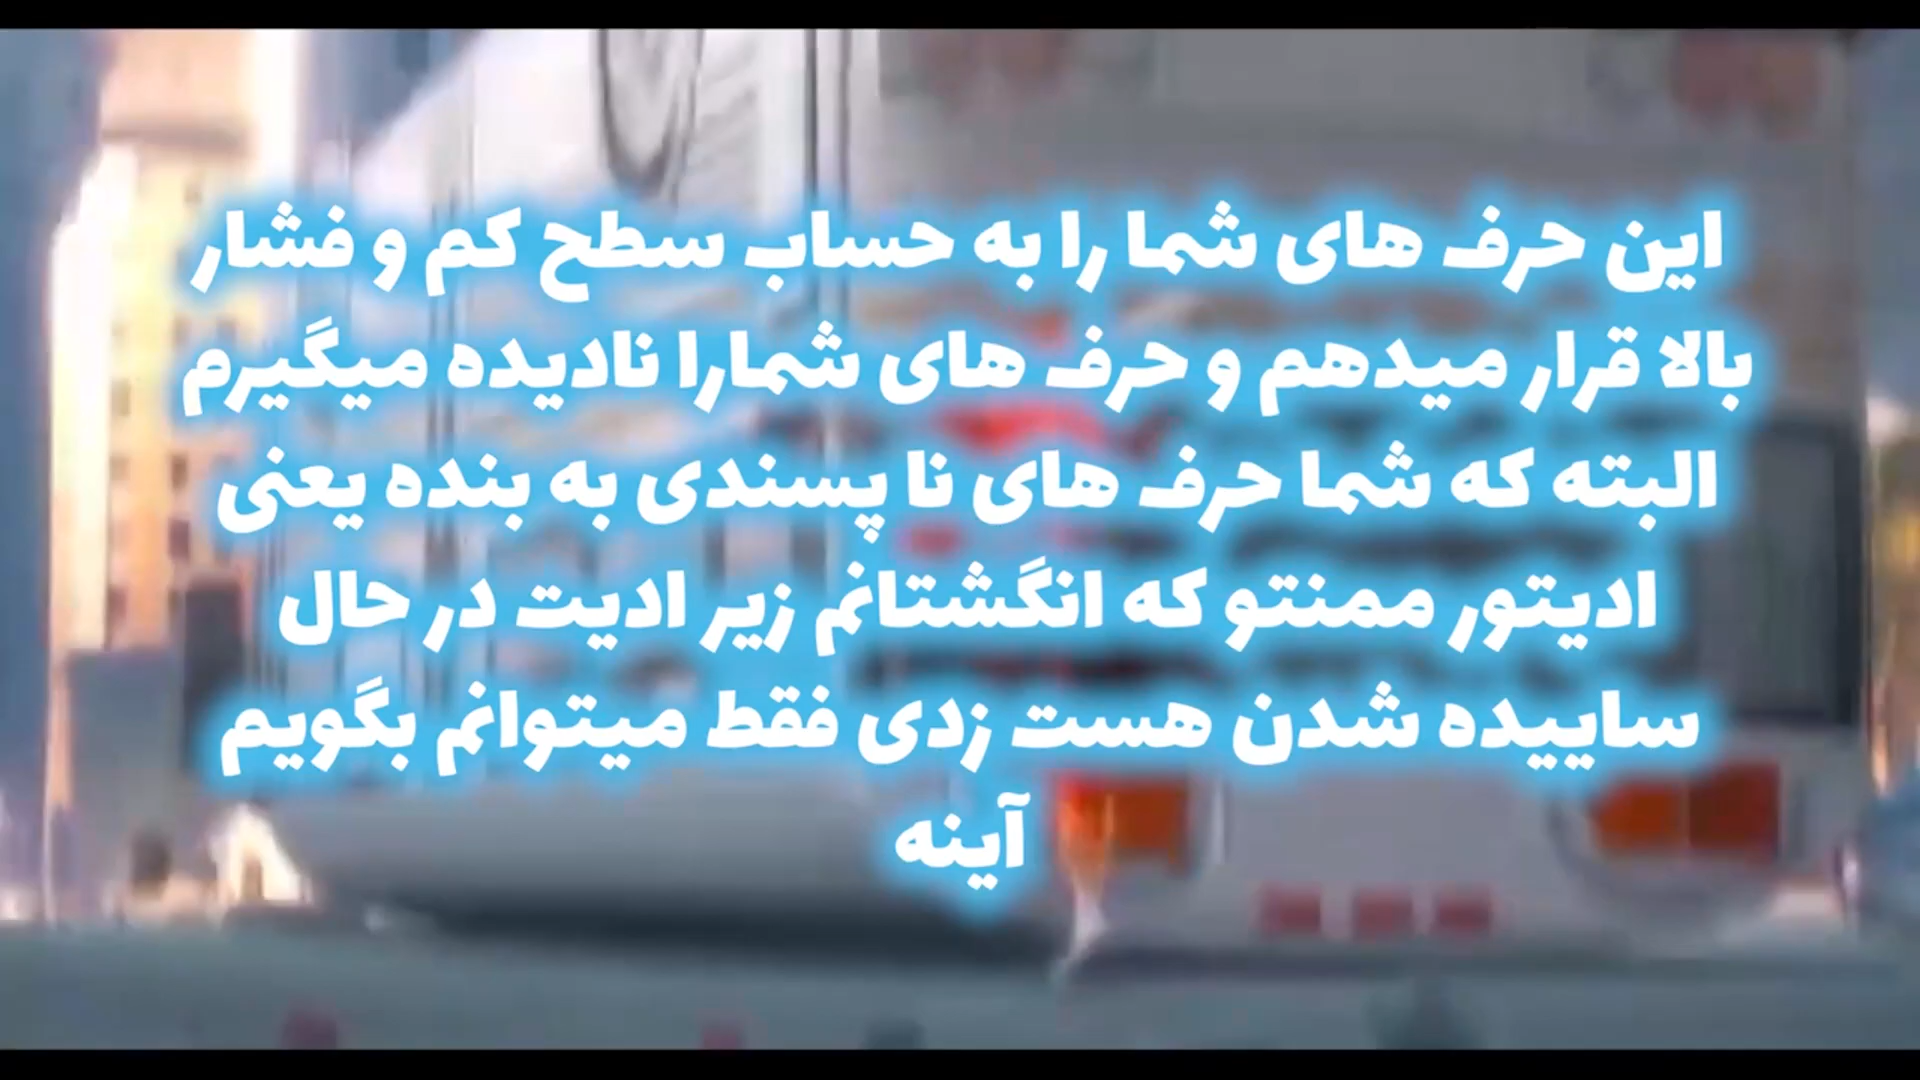 این حرف های شما را به حساب سطح کم و فشار
بالا قرار میدهم و حرف های شمارا نادیده میگیرم
البته که شما حرف های نا پسندی به بنده یعنی
ادیتور ممنتو که انگشتانم زیر ادیت در حال
ساییده شدن هست زدی فقط میتوانم بگویم
آینه